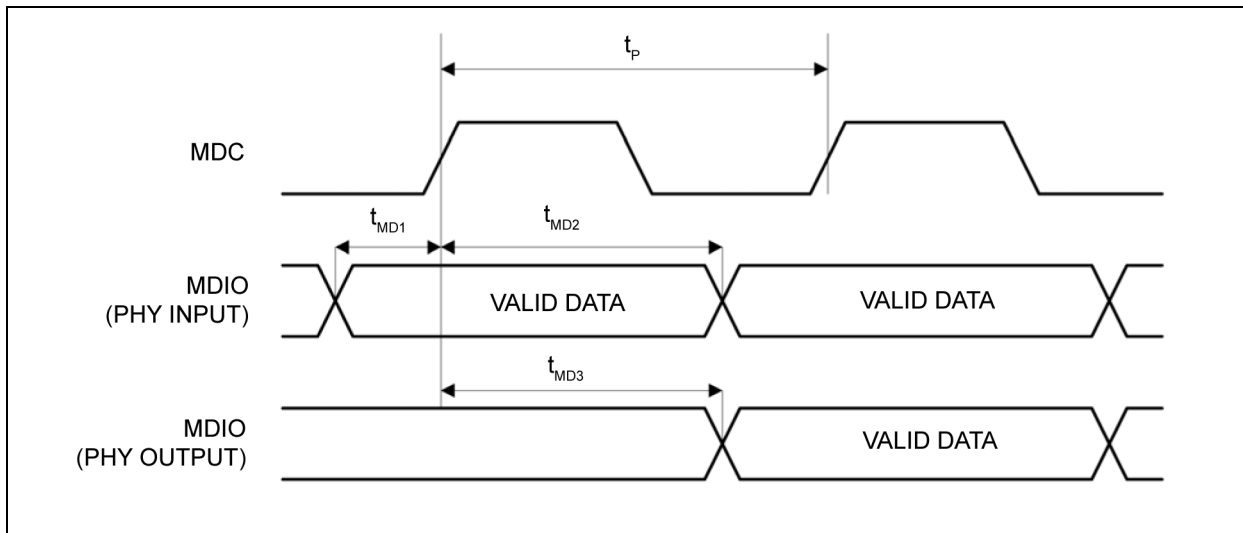 tP
MDC
tMD1
tMD2
MDIO
(PHY INPUT)
VALID DATA
VALID DATA
tMD3
MDIO
(PHY OUTPUT)
VALID DATA